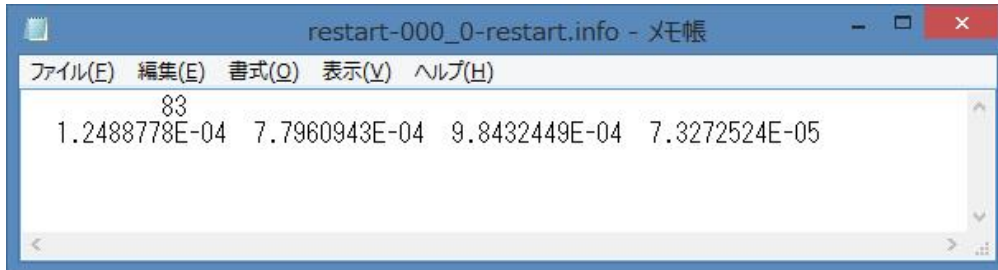 restart-000_0-restart.info - メモ帳
ファイル(F) 編集(E) 書式(O) 表示(V) ヘルプ(H)
83
1.2488778E-04 7.7960943E-04 9.8432449E-04 7.3272524E-05